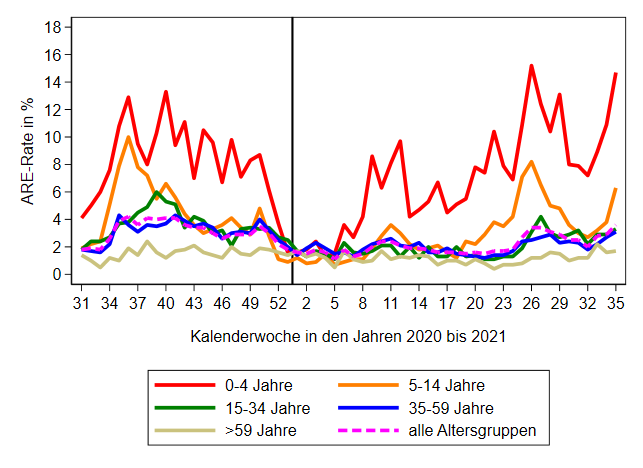 ARE-Rate in %
18
16
14
12
10
8
6
4
2
0
31 34 37 40 43 46 49 52 2 5 8 11 14 17 20 23 26 29 32 35
Kalenderwoche in den Jahren 2020 bis 2021
0-4 Jahre 5-14 Jahre
15-34 Jahre 35-59 Jahre
>59 Jahre alle Altersgruppen